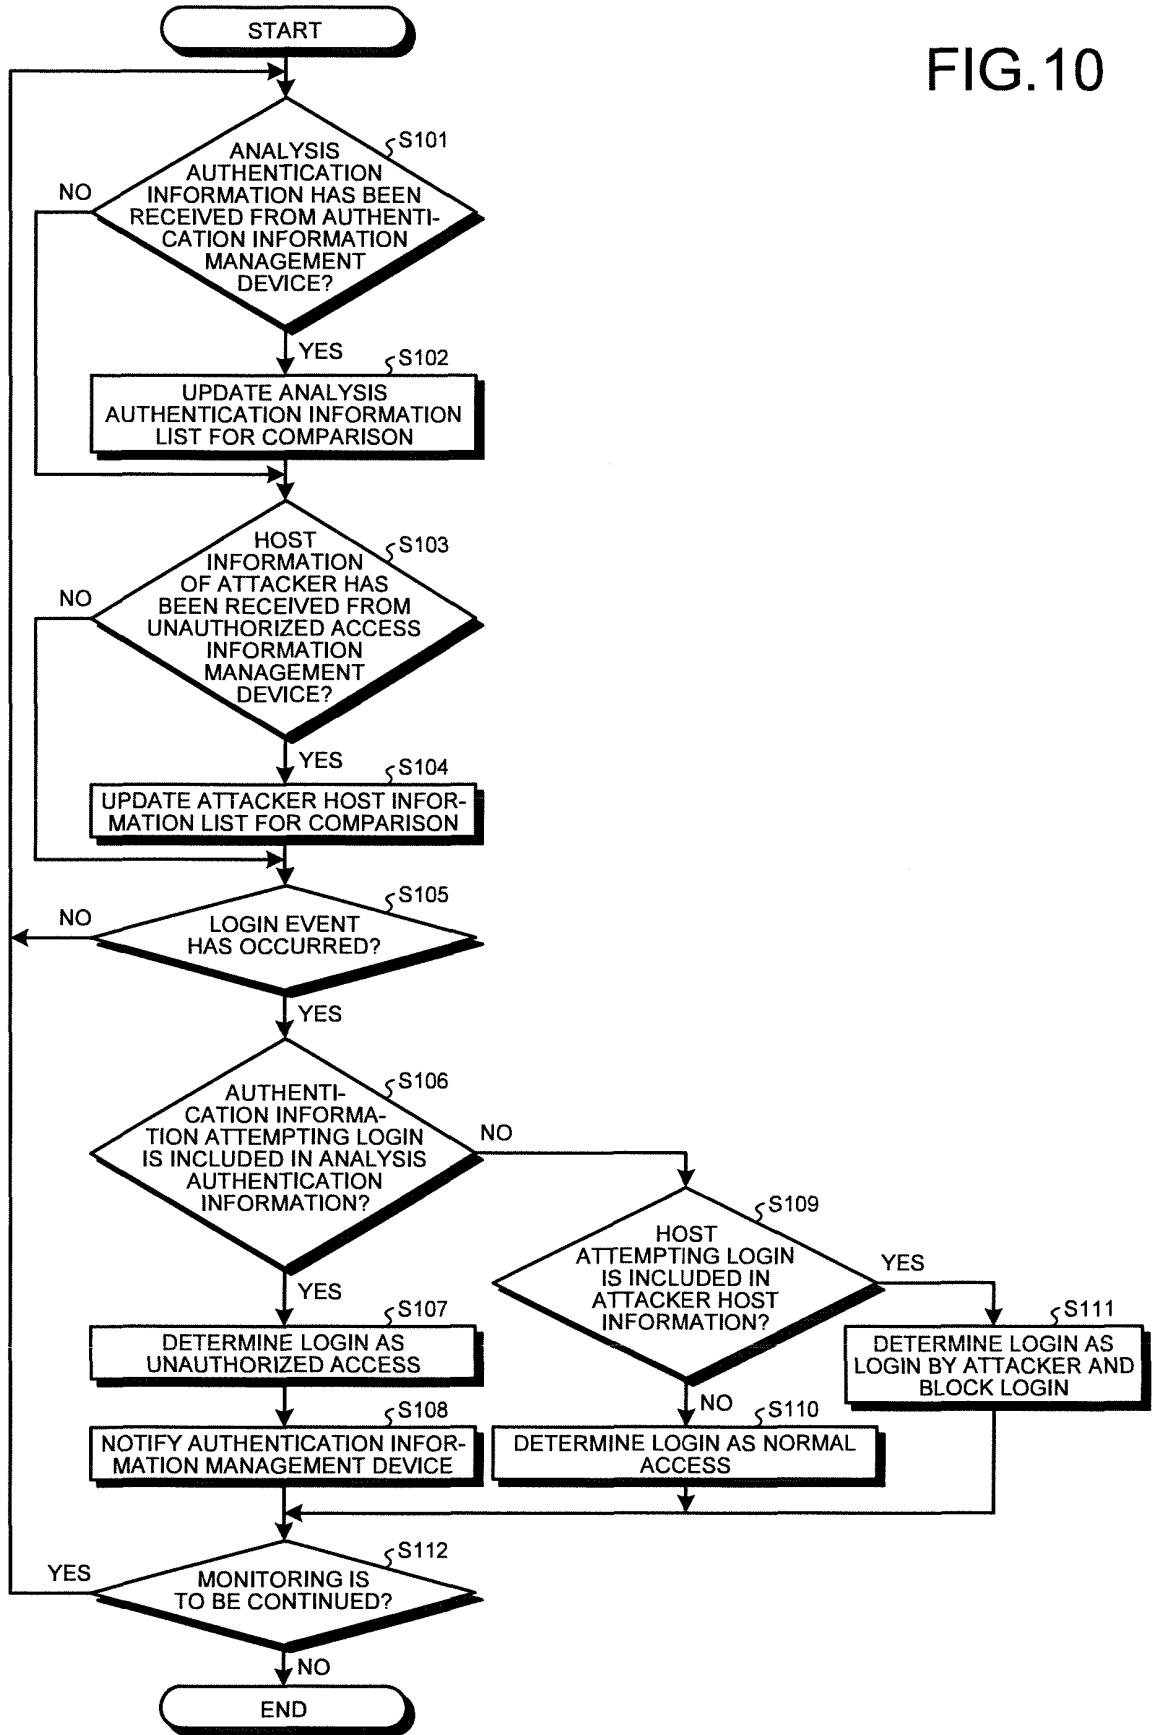 START
FIG.10
S101
ANALYSIS
AUTHENTICATION
INFORMATION HAS BEEN
RECEIVED FROM AUTHENTI-
CATION INFORMATION
MANAGEMENT
DEVICE?
NO
YES
S102
UPDATE ANALYSIS
AUTHENTICATION INFORMATION
LIST FOR COMPARISON
S103
HOST
INFORMATION
OF ATTACKER HAS
BEEN RECEIVED FROM
UNAUTHORIZED ACCESS
INFORMATION
MANAGEMENT
DEVICE?
NO
YES
S104
UPDATE ATTACKER HOST INFOR-
MATION LIST FOR COMPARISON
S105
NO
LOGIN EVENT
HAS OCCURRED?
YES
S106
AUTHENTI-
CATION INFORMA-
TION ATTEMPTING LOGIN
IS INCLUDED IN ANALYSIS
AUTHENTICATION
INFORMATION?
NO
YES
S109
HOST
ATTEMPTING LOGIN
IS INCLUDED IN
ATTACKER HOST
INFORMATION?
YES
NO
S107
DETERMINE LOGIN AS
UNAUTHORIZED ACCESS
S111
DETERMINE LOGIN AS
LOGIN BY ATTACKER AND
BLOCK LOGIN
S108
NOTIFY AUTHENTICATION INFOR-
MATION MANAGEMENT DEVICE
S110
DETERMINE LOGIN AS NORMAL
ACCESS
S112
YES
MONITORING IS
TO BE CONTINUED?
NO
END